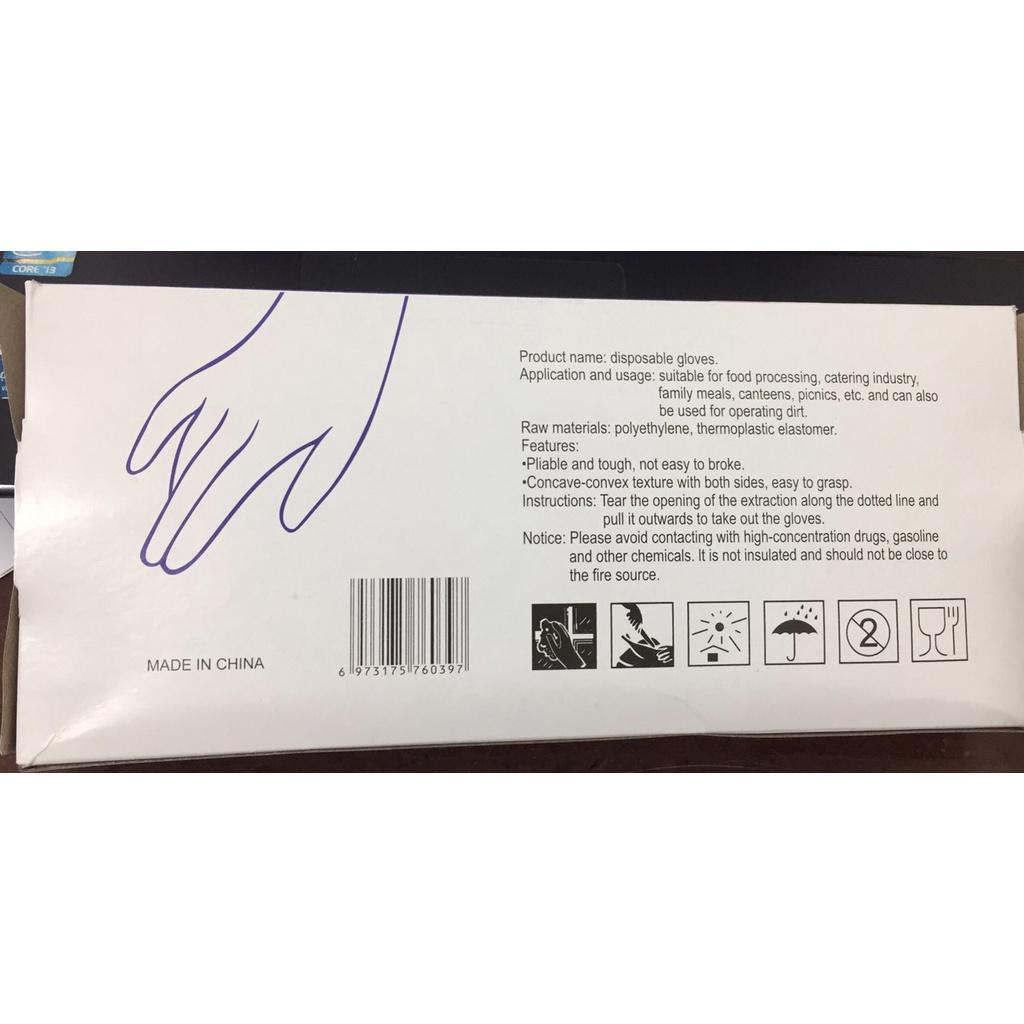 CORE i3
Product name: disposable gloves.
Application and usage: suitable for food processing, catering industry,
family meals, canteens, picnics, etc. and can also
be used for operating dirt.
Raw materials: polyethylene, thermoplastic elastomer.
Features:
•Pliable and tough, not easy to broke.
•Concave-convex texture with both sides, easy to grasp.
Instructions: Tear the opening of the extraction along the dotted line and
pull it outwards to take out the gloves.
Notice: Please avoid contacting with high-concentration drugs, gasoline
and other chemicals. It is not insulated and should not be close to
the fire source.
2
MADE IN CHINA
6 973175 760397